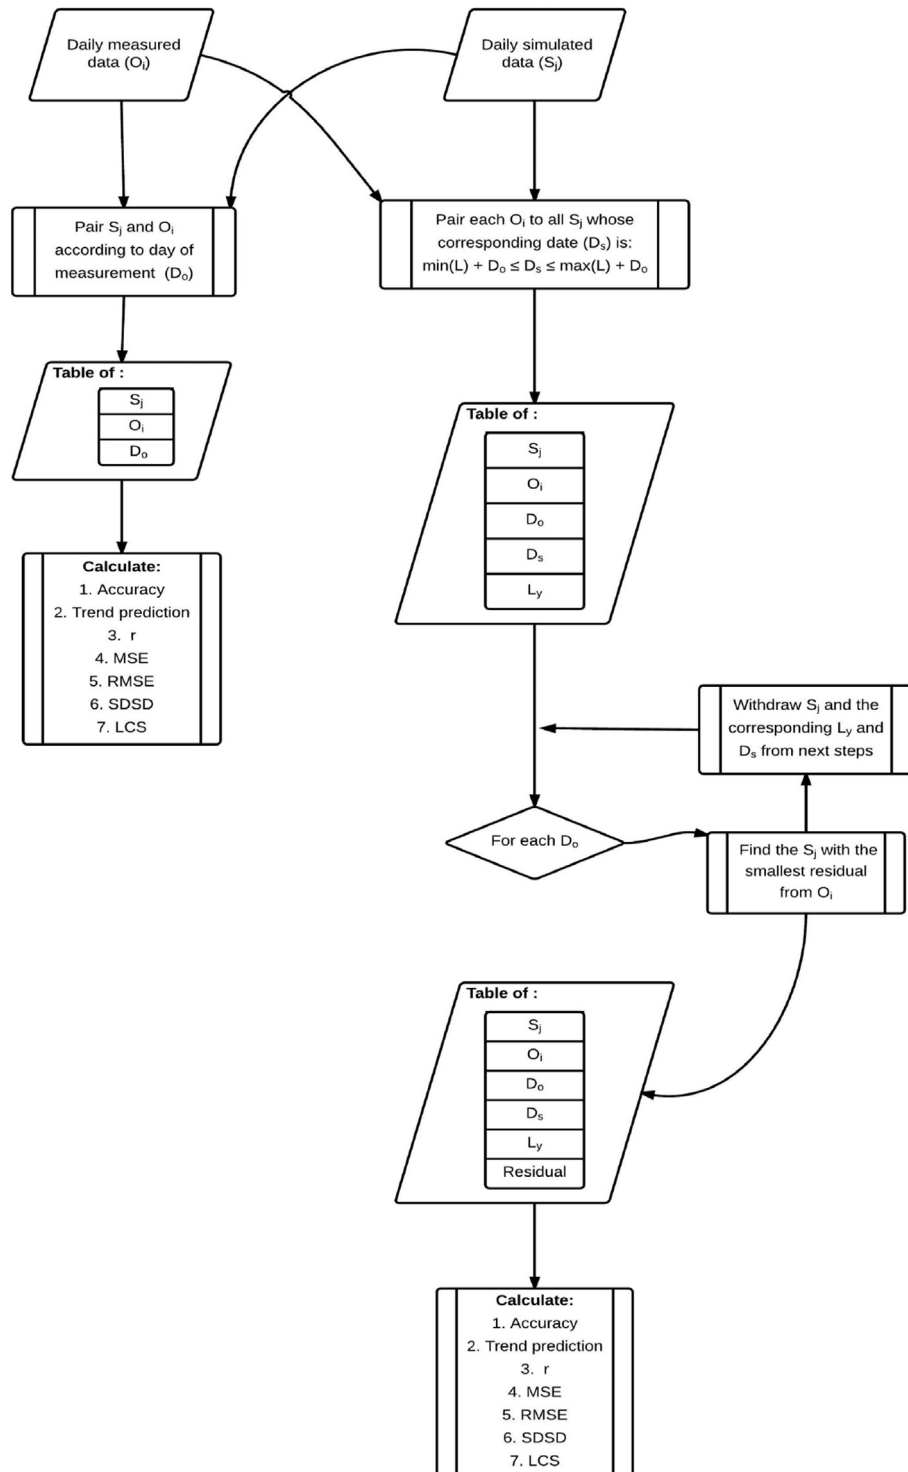 Daily measured
data (Oi)
Daily simulated
data (Sj)
Pair Sj and Oi
according to day of
measurement (Do)
Pair each Oi to all Sj whose
corresponding date (Ds) is:
min(L) + Do ≤ Ds ≤ max(L) + Do
Table of :
Sj
Oi
Do
Calculate:
1. Accuracy
2. Trend prediction
3. r
4. MSE
5. RMSE
6. SDSD
7. LCS
Table of :
Sj
Oi
Do
Ds
Ly
Withdraw Sj and the
corresponding Ly and
Ds from next steps
For each Do
Find the Sj with the
smallest residual
from Oi
Table of :
Sj
Oi
Do
Ds
Ly
Residual
Calculate:
1. Accuracy
2. Trend prediction
3. r
4. MSE
5. RMSE
6. SDSD
7. LCS